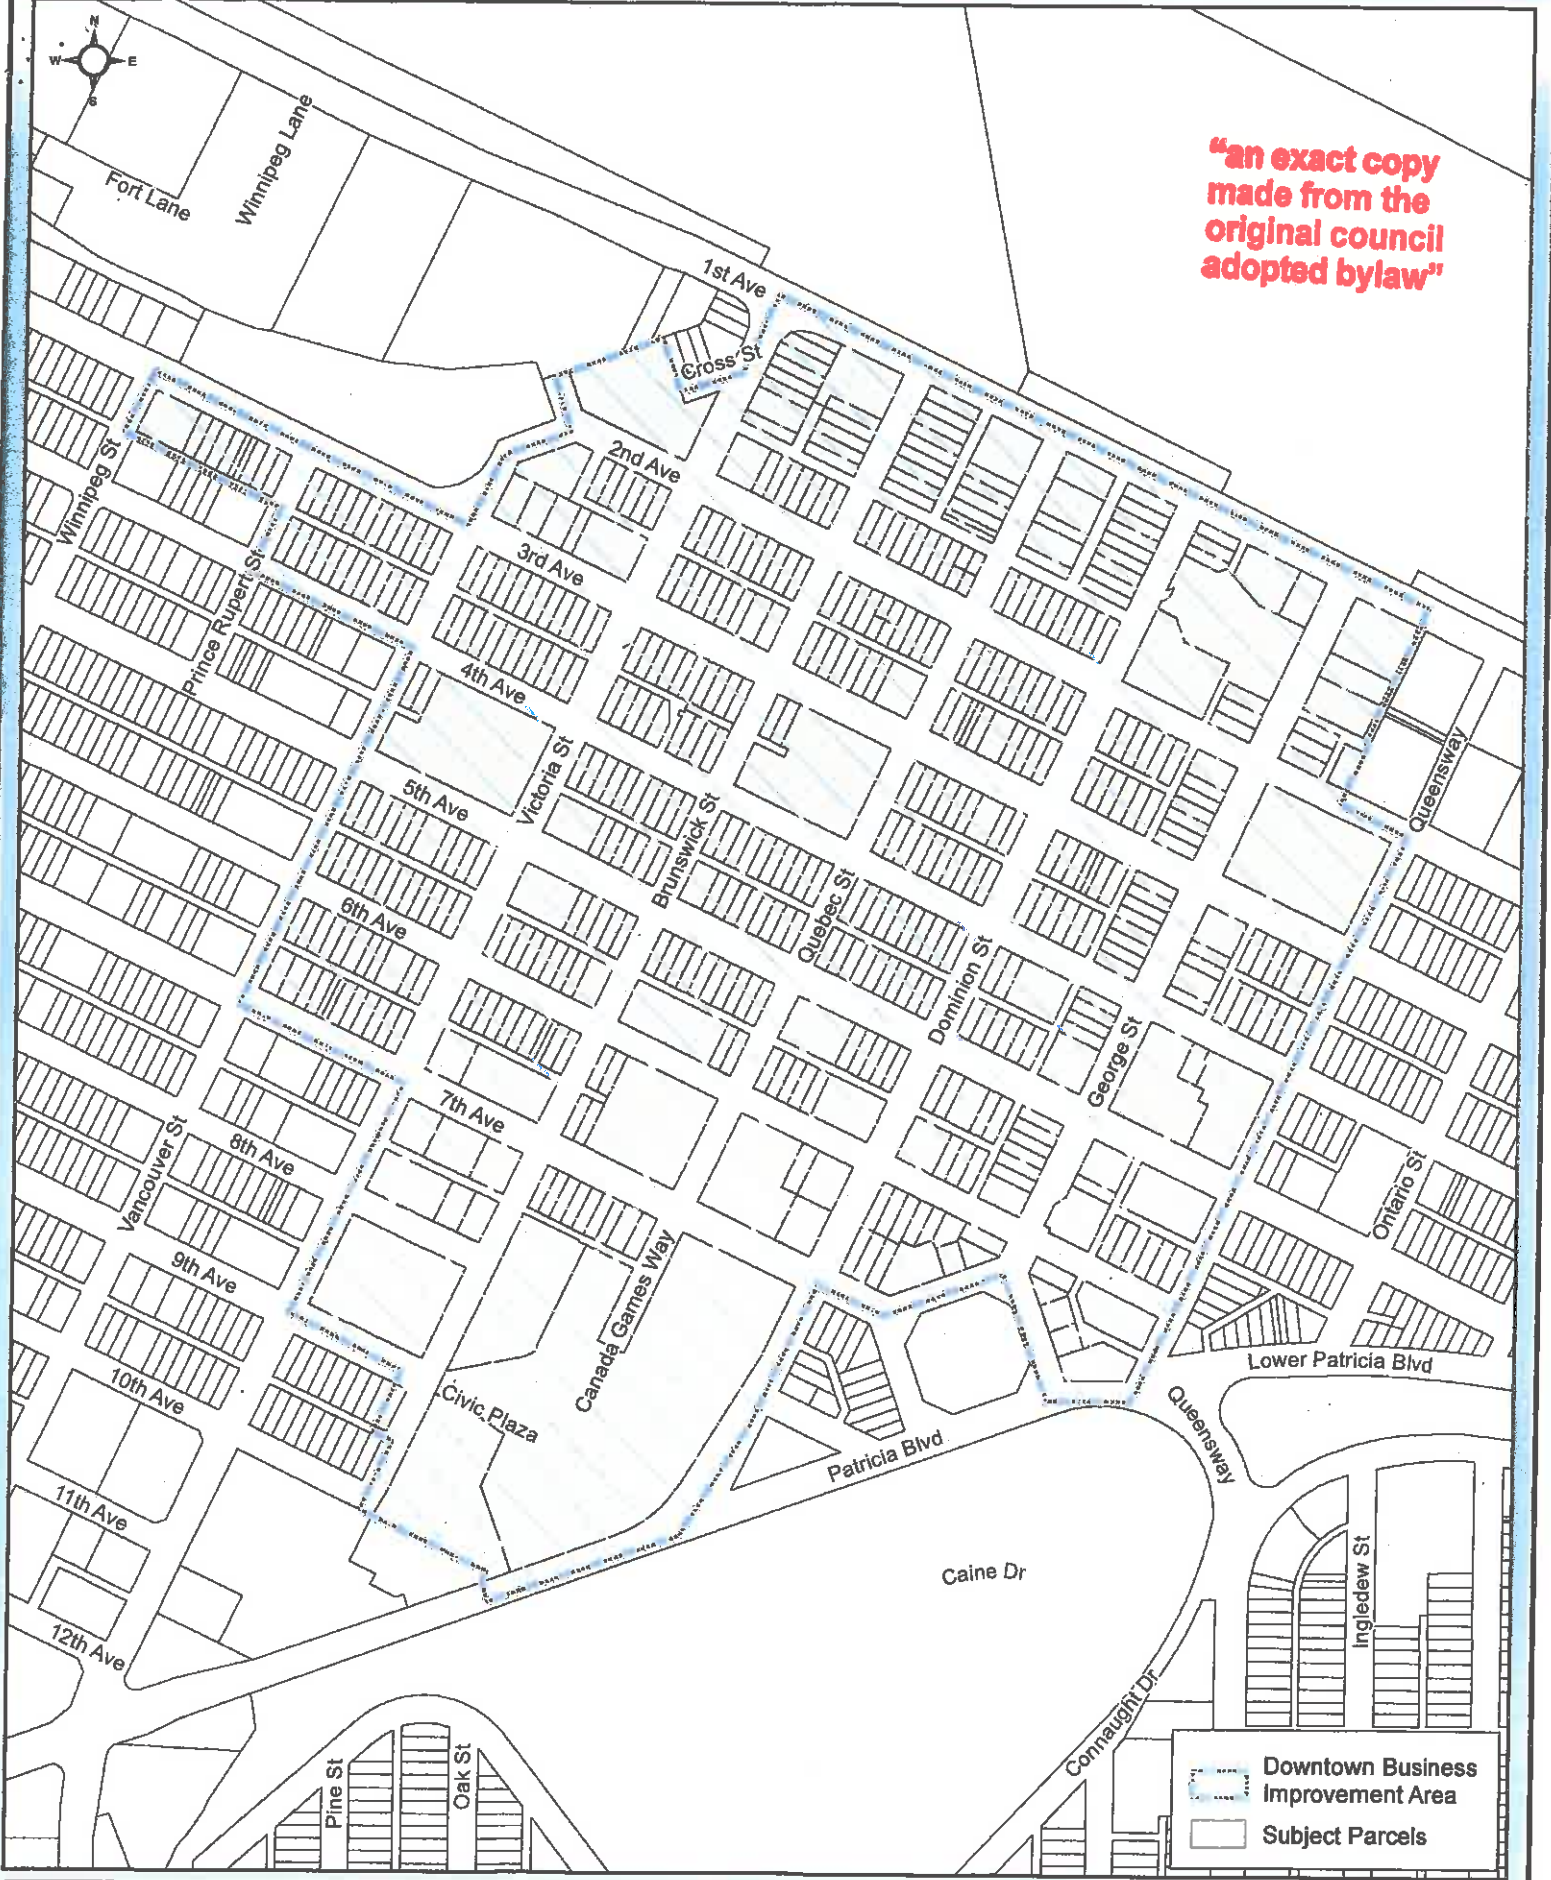 N
W E
S
Winnipeg Lane
Fort Lane
"an exact copy
made from the
original council
adopted bylaw"
1st Ave
Cross St
2nd Ave
Winnipeg St
3rd Ave
Prince Rupert St
4th Ave
Victoria St
5th Ave
Brunswick St
Queensway
6th Ave
Quebec St
Dominion St
George St
7th Ave
8th Ave
Vancouver St
Ontario St
9th Ave
Canada Games Way
Lower Patricia Blvd
10th Ave
Civic Plaza
Queensway
Patricia Blvd
11th Ave
Caine Dr
Ingledew St
12th Ave
Connaught Dr
Pine St
Oak St
Downtown Business
Improvement Area
Subject Parcels